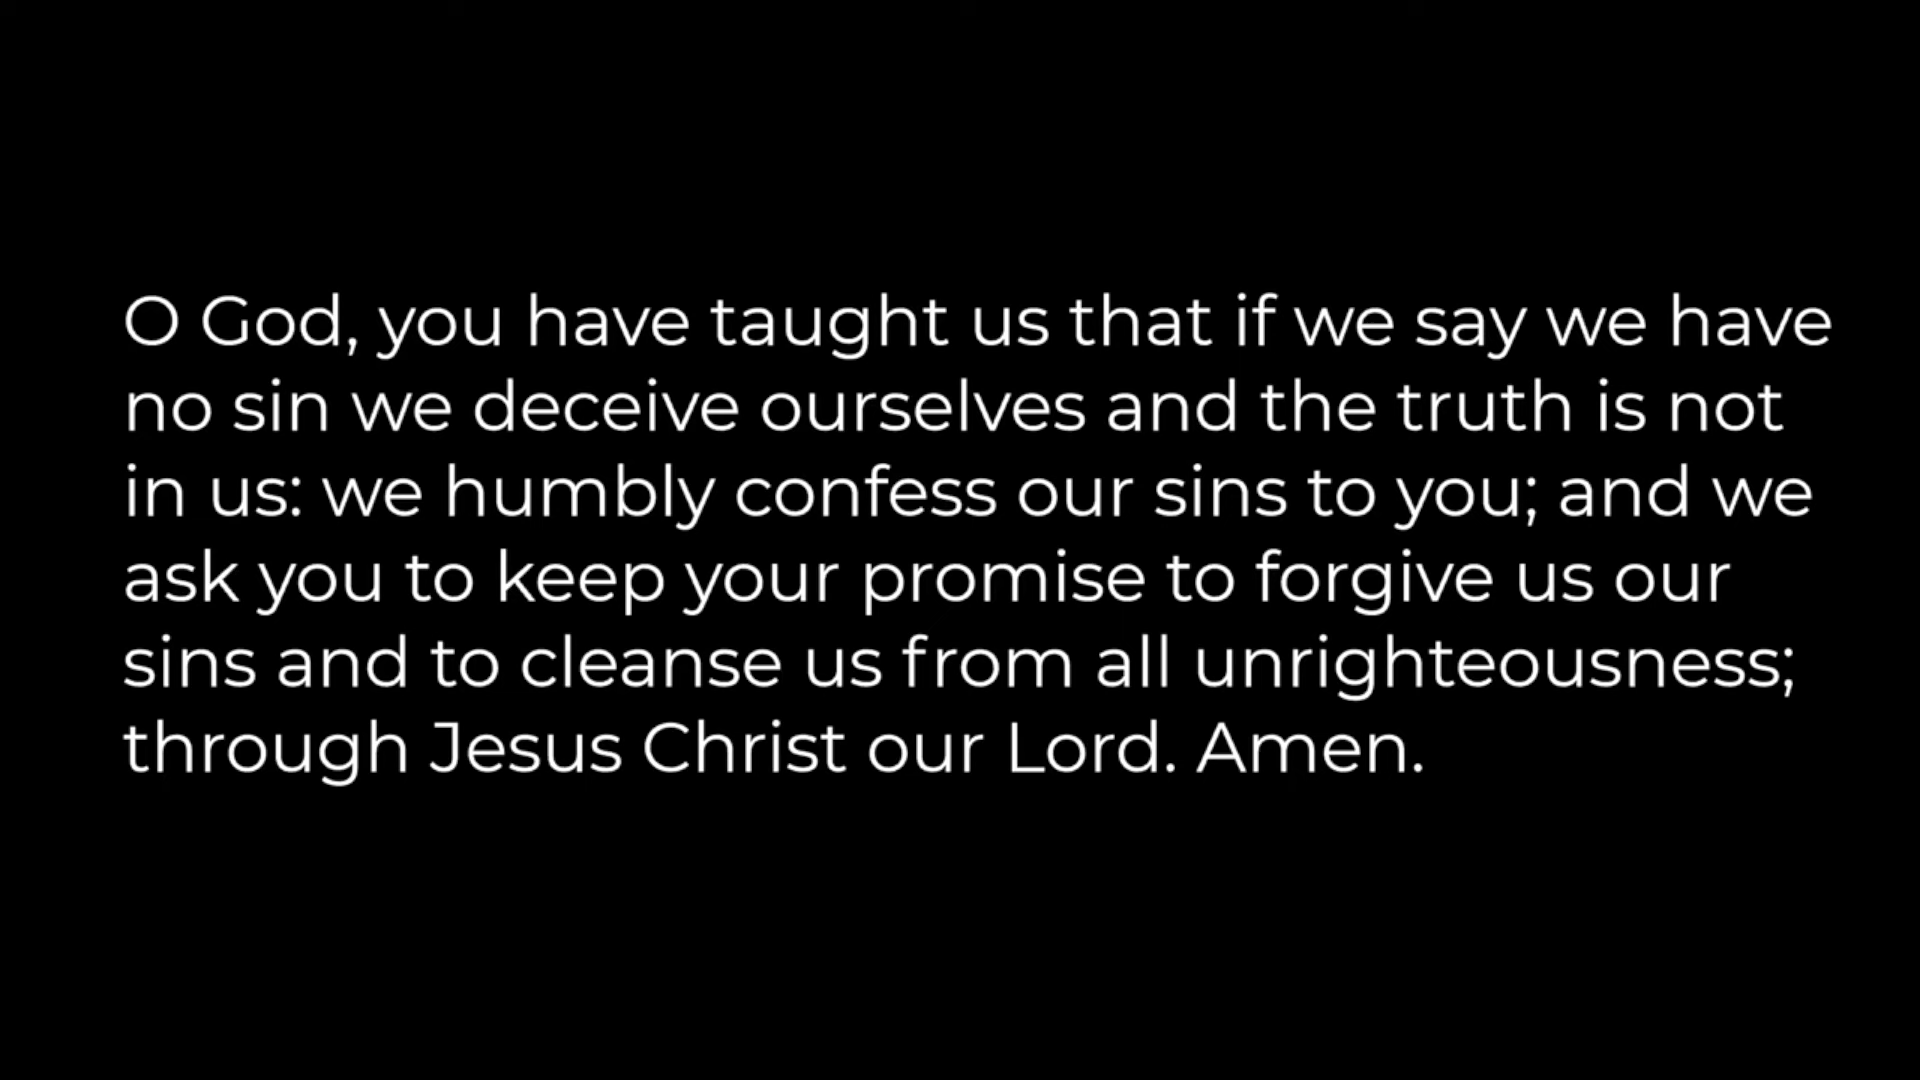 O God, you have taught us that if we say we have
no sin we deceive ourselves and the truth is not
in us: we humbly confess our sins to you; and we
ask you to keep your promise to forgive us our
sins and to cleanse us from all unrighteousness;
through Jesus Christ our Lord. Amen.